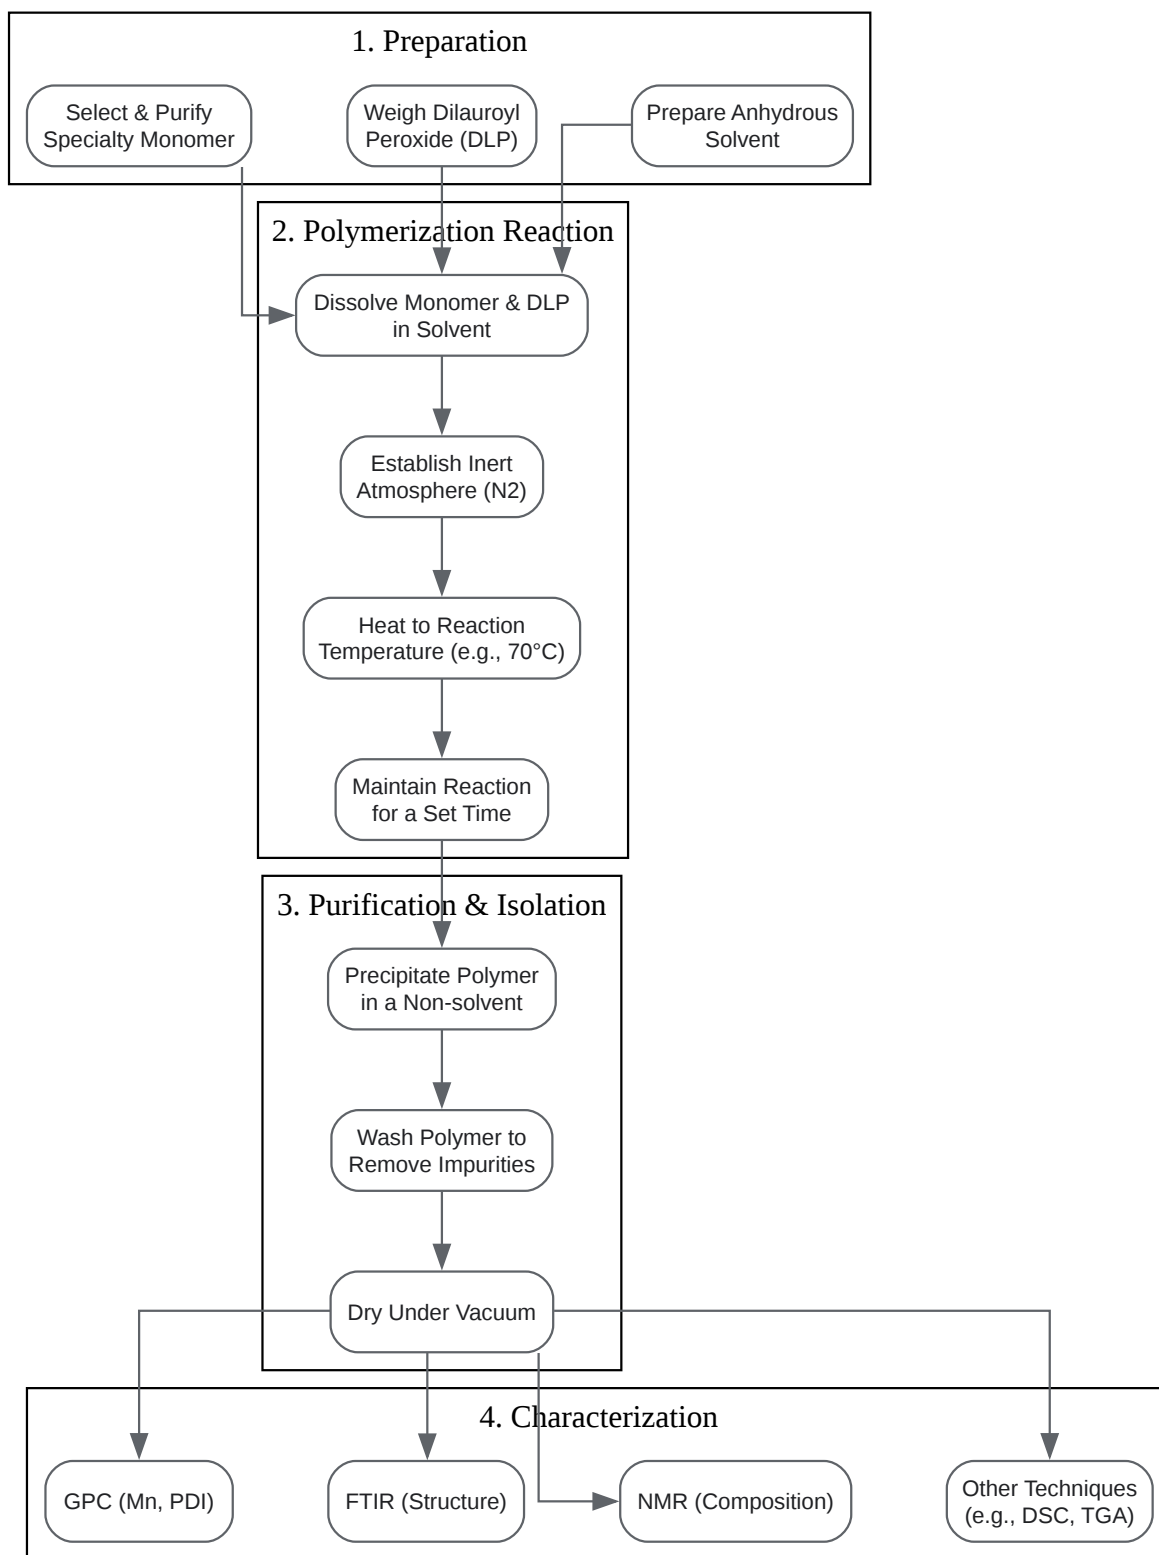 1. Preparation
Select & Purify
Specialty Monomer
Weigh Dilauroyl
Peroxide (DLP)
Prepare Anhydrous
Solvent
2. Polymerization Reaction
Dissolve Monomer & DLP
in Solvent
Establish Inert
Atmosphere (N2)
Heat to Reaction
Temperature (e.g., 70°C)
Maintain Reaction
for a Set Time
3. Purification & Isolation
Precipitate Polymer
in a Non-solvent
Wash Polymer to
Remove Impurities
Dry Under Vacuum
4. Characterization
GPC (Mn, PDI)
FTIR (Structure)
NMR (Composition)
Other Techniques
(e.g., DSC, TGA)